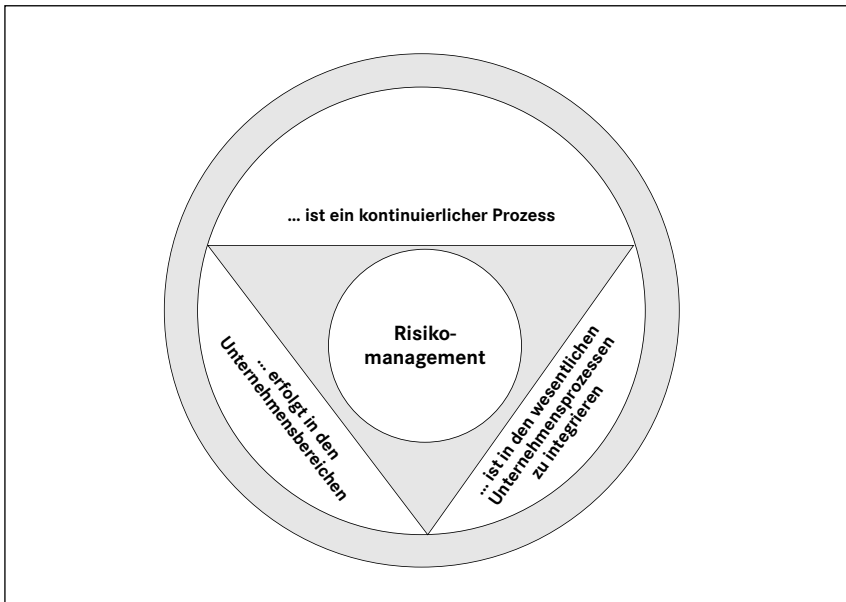 ... ist ein kontinuierlicher Prozess
Risiko-
management
... erfolgt in den
Unternehmensbereichen
... ist in den wesentlichen
Unternehmensprozessen
zu integrieren